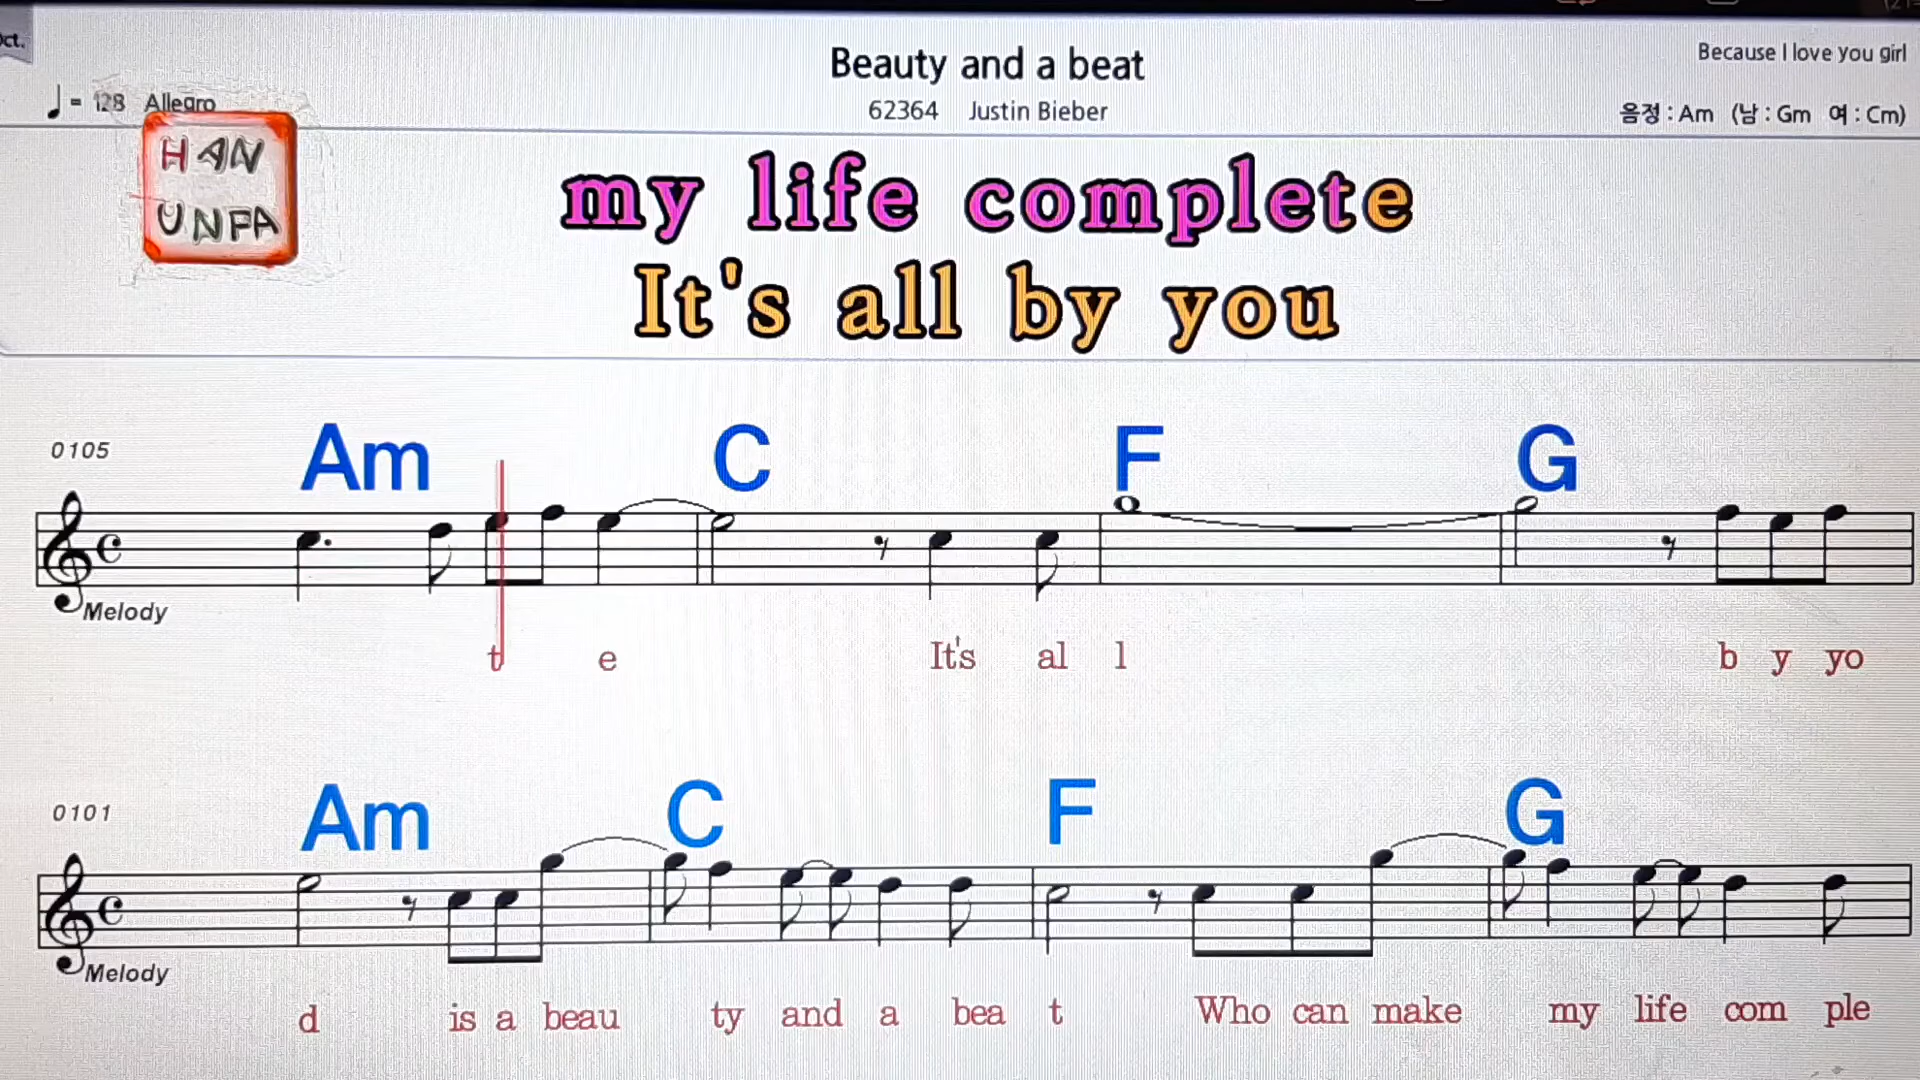 Oct.
Beauty and a beat
Because I love you girl
♩ = 128 Allegro
62364 Justin Bieber
음정 : Am (남 : Gm 여 : Cm)
HAN
UNFA
my life complete
It's all by you
0105
Am C F G
Melody
t e It's al l b y yo
0101
Am C F G
Melody
d is a beau ty and a bea t Who can make my life com ple